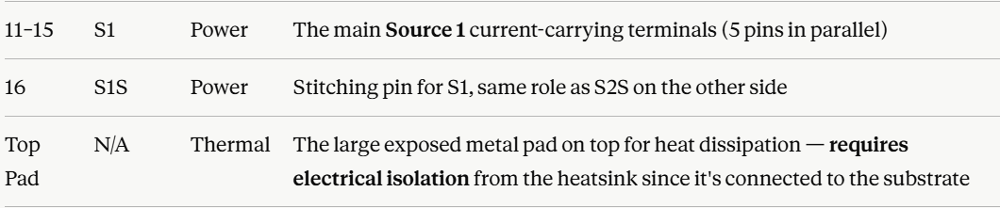 11–15 S1 Power The main Source 1 current-carrying terminals (5 pins in parallel)
16 S1S Power Stitching pin for S1, same role as S2S on the other side
Top Pad N/A Thermal The large exposed metal pad on top for heat dissipation — requires
electrical isolation from the heatsink since it's connected to the substrate